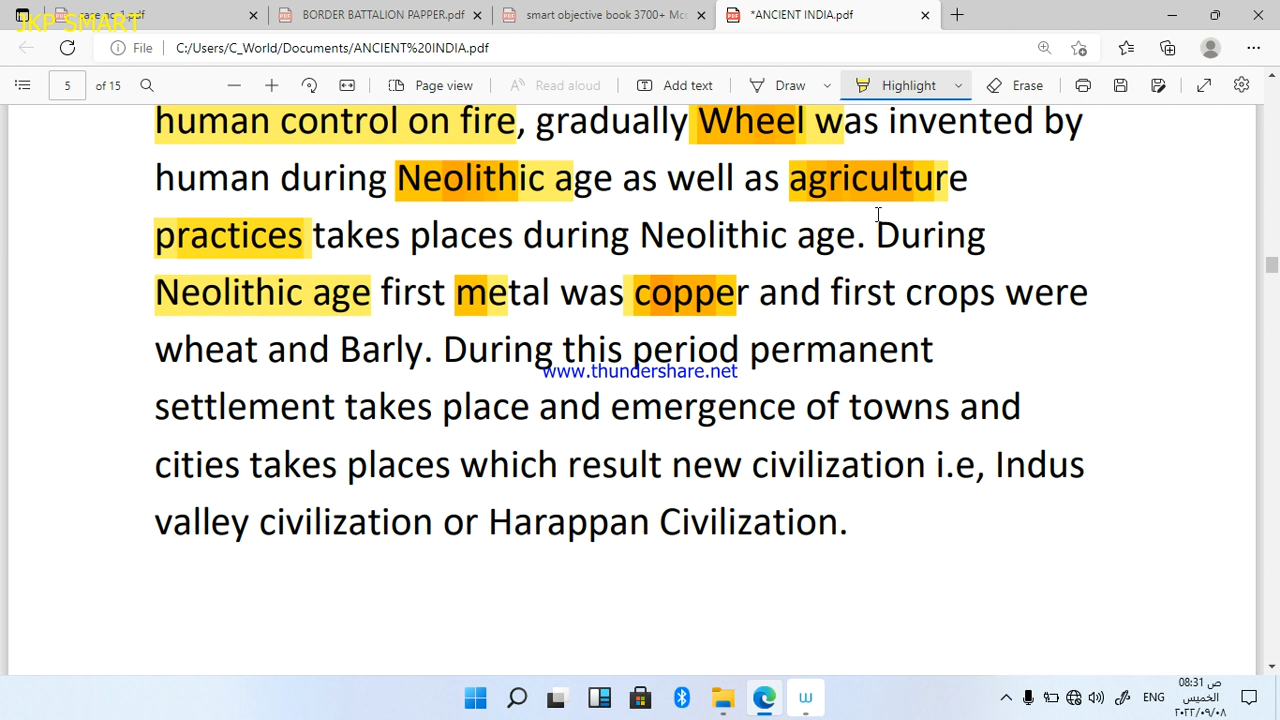 JKP SMART
BORDER BATTALION PAPPER.pdf
smart objective book 3700+ Mc
*ANCIENT INDIA.pdf
File C:/Users/C_World/Documents/ANCIENT%20INDIA.pdf
5 of 15 Page view Read aloud Add text Draw Highlight Erase
human control on fire, gradually Wheel was invented by
human during Neolithic age as well as agriculture
practices takes places during Neolithic age. During
Neolithic age first metal was copper and first crops were
wheat and Barly. During this period permanent
www.thundershare.net
settlement takes place and emergence of towns and
cities takes places which result new civilization i.e, Indus
valley civilization or Harappan Civilization.
ENG
08:31 ص
الخميس
٢٠٢٢/٠٩/٠٨